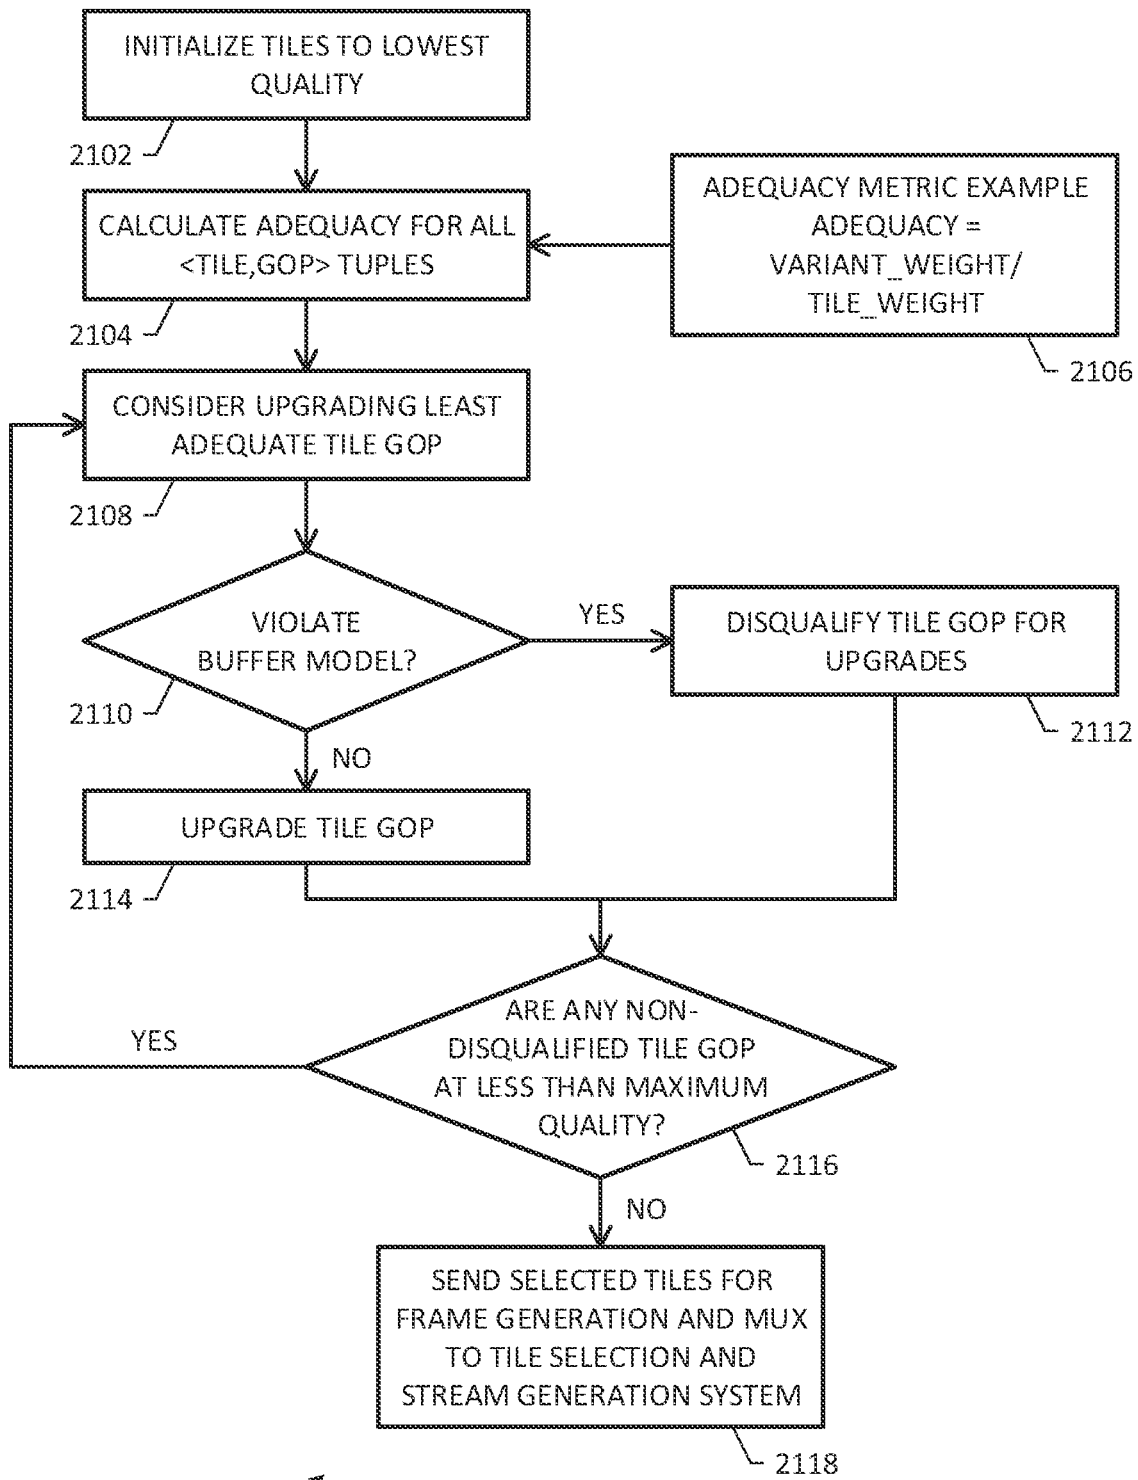 INITIALIZE TILES TO LOWEST
QUALITY
2102
CALCULATE ADEQUACY FOR ALL
<TILE,GOP> TUPLES
2104
ADEQUACY METRIC EXAMPLE
ADEQUACY =
VARIANT_WEIGHT/
TILE_WEIGHT
2106
CONSIDER UPGRADING LEAST
ADEQUATE TILE GOP
2108
VIOLATE
BUFFER MODEL?
2110
YES
DISQUALIFY TILE GOP FOR
UPGRADES
2112
NO
UPGRADE TILE GOP
2114
ARE ANY NON-
DISQUALIFIED TILE GOP
AT LESS THAN MAXIMUM
QUALITY?
2116
YES
NO
SEND SELECTED TILES FOR
FRAME GENERATION AND MUX
TO TILE SELECTION AND
STREAM GENERATION SYSTEM
2118